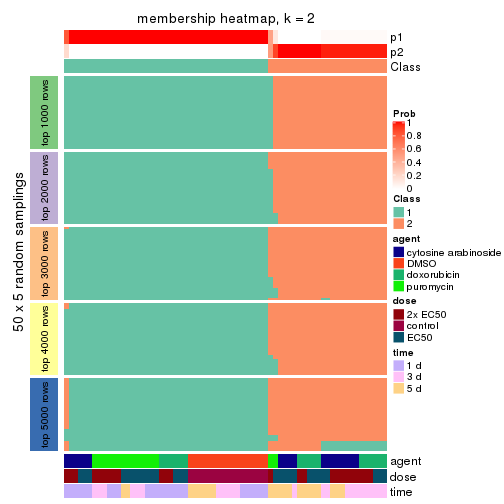 membership heatmap, k = 2
p1
p2
Class
50 x 5 random samplings
top 1000 rows
top 2000 rows
top 3000 rows
top 4000 rows
top 5000 rows
agent
dose
time
Prob
1
0.8
0.6
0.4
0.2
0
Class
1
2
agent
cytosine arabinoside
DMSO
doxorubicin
puromycin
dose
2x EC50
control
EC50
time
1 d
3 d
5 d